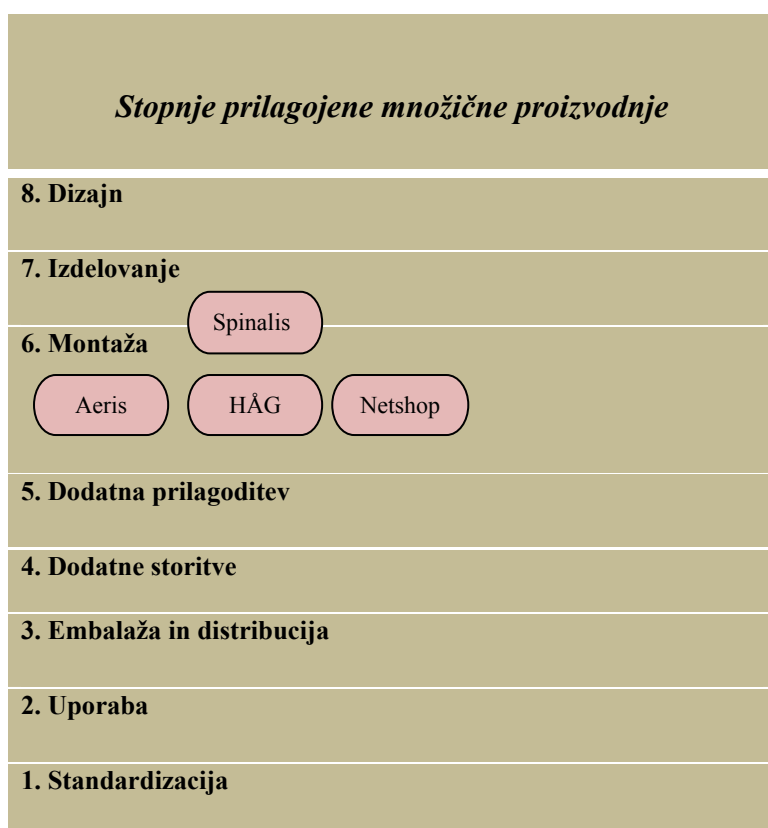 Stopnje prilagojene množične proizvodnje
8. Dizajn
7. Izdelovanje
Spinalis
6. Montaža
Aeris HÅG Netshop
5. Dodatna prilagoditev
4. Dodatne storitve
3. Embalaža in distribucija
2. Uporaba
1. Standardizacija